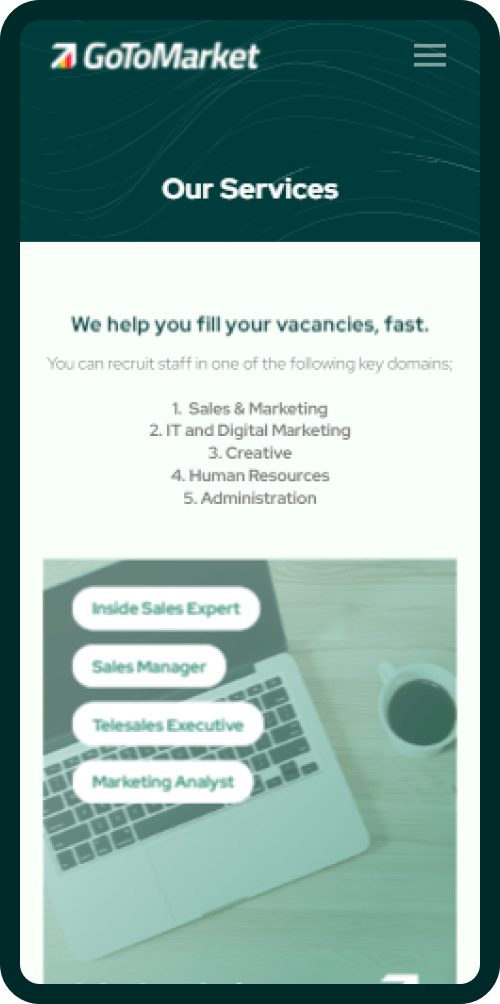 GoToMarket
Our Services
We help you fill your vacancies, fast.
You can recruit staff in one of the following key domains;
1. Sales & Marketing
2. IT and Digital Marketing
3. Creative
4. Human Resources
5. Administration
Inside Sales Expert
Sales Manager
Telesales Executive
Marketing Analyst